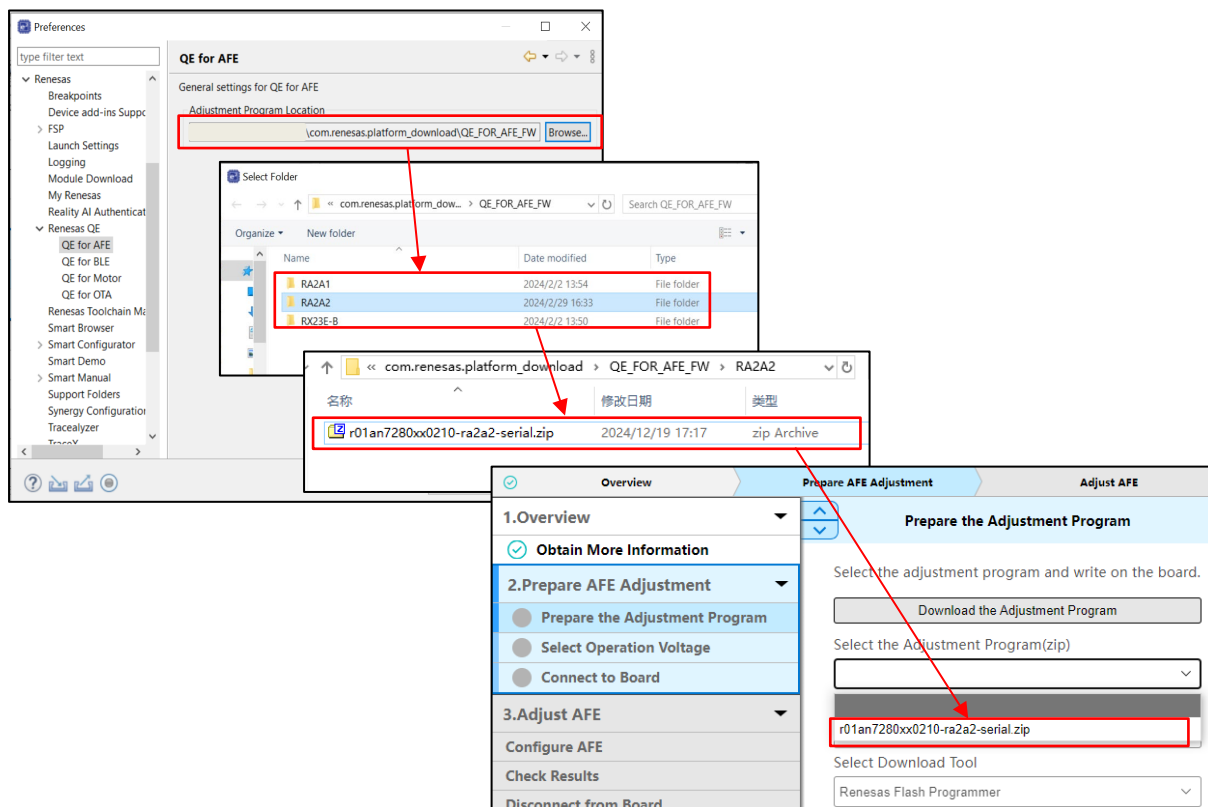 Preferences
type filter text
Renesas
Breakpoints
Device add-ins Suppc
FSP
Launch Settings
Logging
Module Download
My Renesas
Reality AI Authenticat
Renesas QE
QE for AFE
QE for BLE
QE for Motor
QE for OTA
Renesas Toolchain Ma
Smart Browser
Smart Configurator
Smart Demo
Smart Manual
Support Folders
Synergy Configuration
Tracealyzer
TraceX
QE for AFE
General settings for QE for AFE
Adjustment Program Location
\com.renesas.platform_download\QE_FOR_AFE_FW Browse...
Select Folder
« com.renesas.platform_dow... > QE_FOR_AFE_FW Search QE_FOR_AFE_FW
Organize New folder
Name Date modified Type
RA2A1 2024/2/2 13:54 File folder
RA2A2 2024/2/29 16:33 File folder
RX23E-B 2024/2/2 13:50 File folder
« com.renesas.platform_download > QE_FOR_AFE_FW > RA2A2
名称 修改日期 类型
r01an7280xx0210-ra2a2-serial.zip 2024/12/19 17:17 zip Archive
Overview Prepare AFE Adjustment Adjust AFE
1.Overview
Obtain More Information
2.Prepare AFE Adjustment
Prepare the Adjustment Program
Select Operation Voltage
Connect to Board
3.Adjust AFE
Configure AFE
Check Results
Disconnect from Board
Prepare the Adjustment Program
Select the adjustment program and write on the board.
Download the Adjustment Program
Select the Adjustment Program(zip)
r01an7280xx0210-ra2a2-serial.zip
Select Download Tool
Renesas Flash Programmer